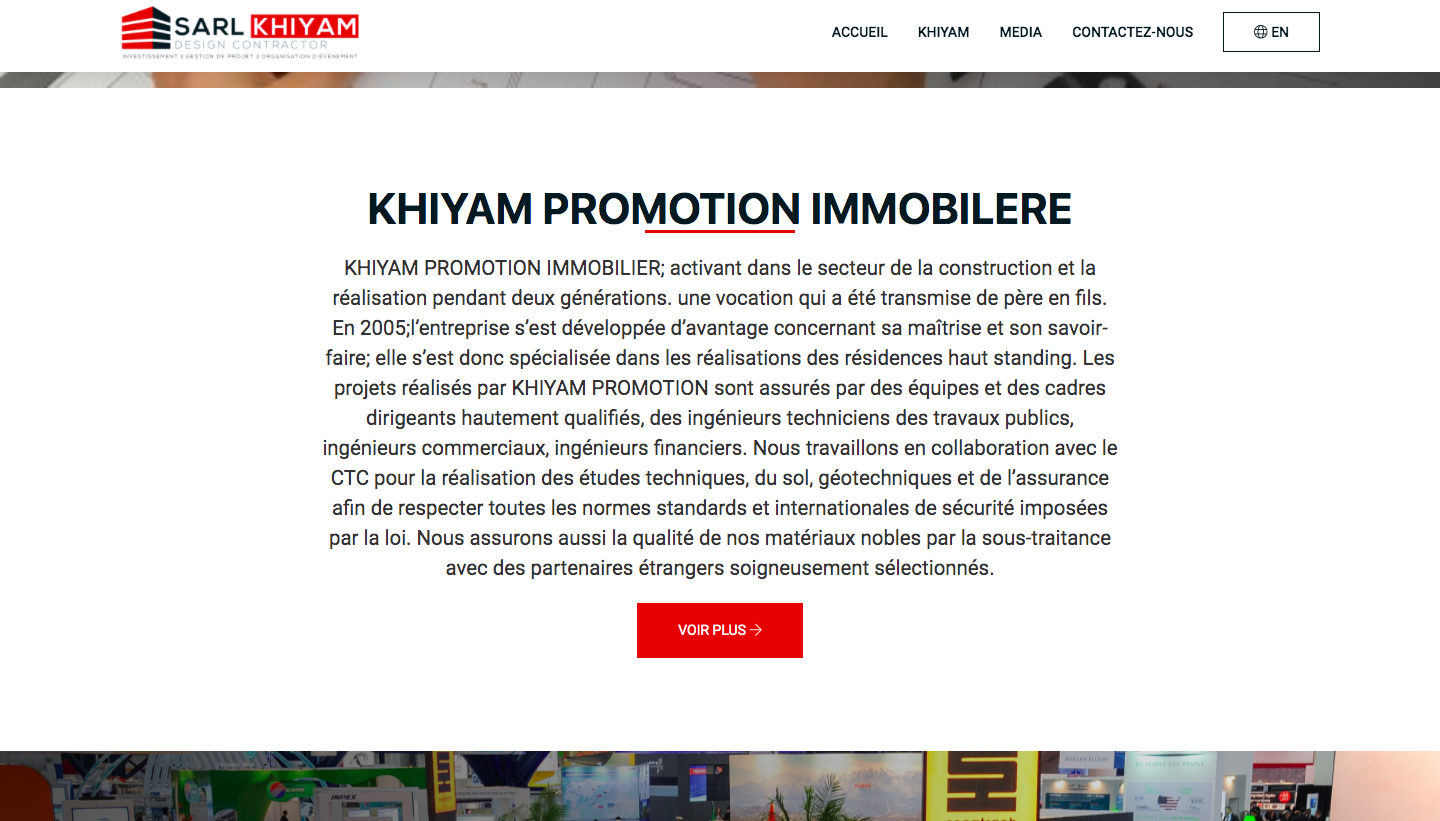 SARL KHIYAM
DESIGN CONTRACTOR
INVESTISSEMENT | GESTION DE PROJET | ORGANISATION D'EVENEMENT
ACCUEIL KHIYAM MEDIA CONTACTEZ-NOUS EN
KHIYAM PROMOTION IMMOBILERE
KHIYAM PROMOTION IMMOBILIER; activant dans le secteur de la construction et la
réalisation pendant deux générations. une vocation qui a été transmise de père en fils.
En 2005;l’entreprise s’est développée d’avantage concernant sa maîtrise et son savoir-
faire; elle s’est donc spécialisée dans les réalisations des résidences haut standing. Les
projets réalisés par KHIYAM PROMOTION sont assurés par des équipes et des cadres
dirigeants hautement qualifiés, des ingénieurs techniciens des travaux publics,
ingénieurs commerciaux, ingénieurs financiers. Nous travaillons en collaboration avec le
CTC pour la réalisation des études techniques, du sol, géotechniques et de l’assurance
afin de respecter toutes les normes standards et internationales de sécurité imposées
par la loi. Nous assurons aussi la qualité de nos matériaux nobles par la sous-traitance
avec des partenaires étrangers soigneusement sélectionnés.
VOIR PLUS
INPEX